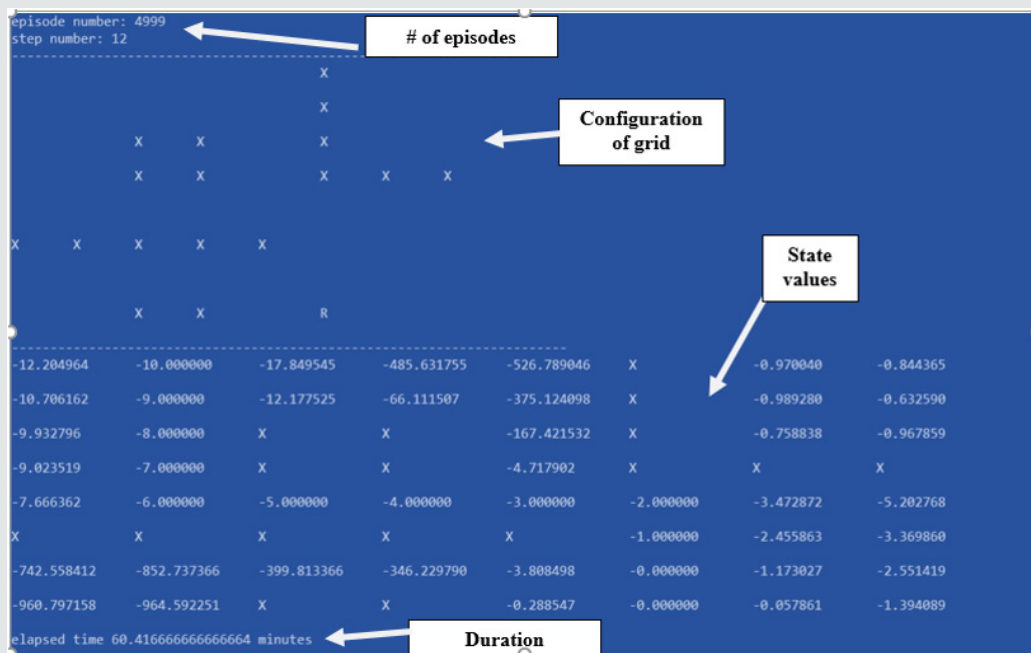 episode number: 4999
step number: 12
# of episodes
X
X
Configuration
of grid
X X X
X X X X X
X X X X X
State
values
X X R
-12.204964 -10.000000 -17.849545 -485.631755 -526.789046 X -0.970040 -0.844365
-10.706162 -9.000000 -12.177525 -66.111507 -375.124098 X -0.989280 -0.632590
-9.932796 -8.000000 X X -167.421532 X -0.758838 -0.967859
-9.023519 -7.000000 X X -4.717902 X X X
-7.666362 -6.000000 -5.000000 -4.000000 -3.000000 -2.000000 -3.472872 -5.202768
X X X X X -1.000000 -2.455863 -3.369860
-742.558412 -852.737366 -399.813366 -346.229790 -3.808498 -0.000000 -1.173027 -2.551419
-960.797158 -964.592251 X X -0.288547 -0.000000 -0.057861 -1.394089
elapsed time 60.416666666666664 minutes
Duration